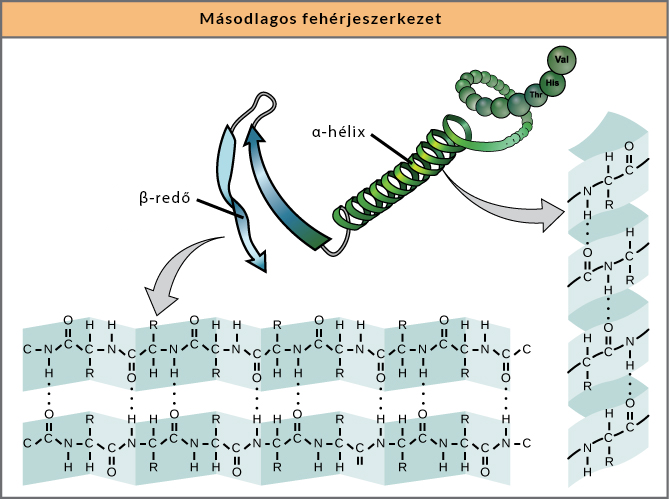 Másodlagos fehérjeszerkezet
Val
His
Thr
α-hélix
β-redő
H O
C
N C
H R
O H
C N C
H R
O H
C C N
R H
H O
C C
N R
H
O H H R O H H R O H H R O H H
C N C C N C C N C C N C C N C C N C C N C
H R O H H R O H H R O H H R O
O H H R O H H R O H H R O H H
C N C C N C C N C C N C C N C C N C C N C
H R O H R H O H R H O H R H O